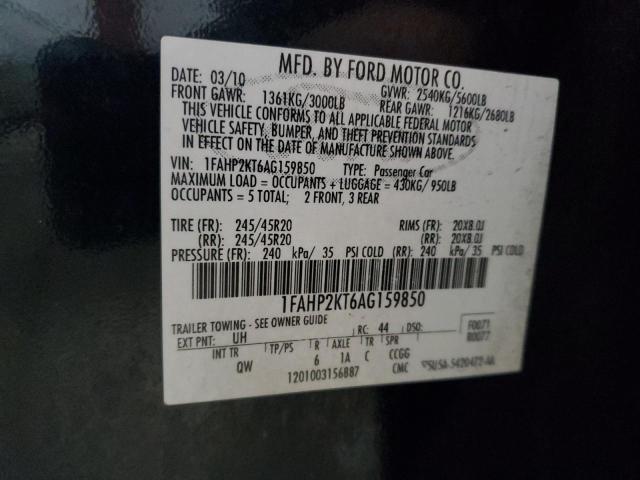 MFD. BY FORD MOTOR CO.
DATE: 03/10 GVWR: 2540KG/5600LB
FRONT GAWR: 1361KG/3000LB REAR GAWR: 1216KG/2680LB
THIS VEHICLE CONFORMS TO ALL APPLICABLE FEDERAL MOTOR
VEHICLE SAFETY, BUMPER, AND THEFT PREVENTION STANDARDS
IN EFFECT ON THE DATE OF MANUFACTURE SHOWN ABOVE.
VIN: 1FAHP2KT6AG159850 TYPE: Passenger Car
MAXIMUM LOAD = OCCUPANTS + LUGGAGE = 430KG/ 950LB
OCCUPANTS = 5 TOTAL; 2 FRONT, 3 REAR
TIRE (FR): 245/45R20 RIMS (FR): 20X8.0J
(RR): 245/45R20 (RR): 20X8.0J
PRESSURE (FR): 240 kPa/ 35 PSI COLD (RR): 240 kPa/ 35 PSI COLD
1FAHP2KT6AG159850
TRAILER TOWING - SEE OWNER GUIDE
EXT PNT: UH RC: 44 DSO: F0071
R0077
INT TR TP/PS R AXLE TR SPR
QW 6 1A C CCGG
1201003156887 CMC